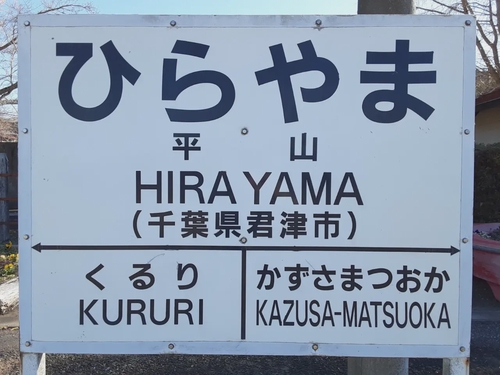 ひらやま
平山
HIRAYAMA
(千葉県君津市)
くるり
KURURI
かずさまつおか
KAZUSA-MATSUOKA